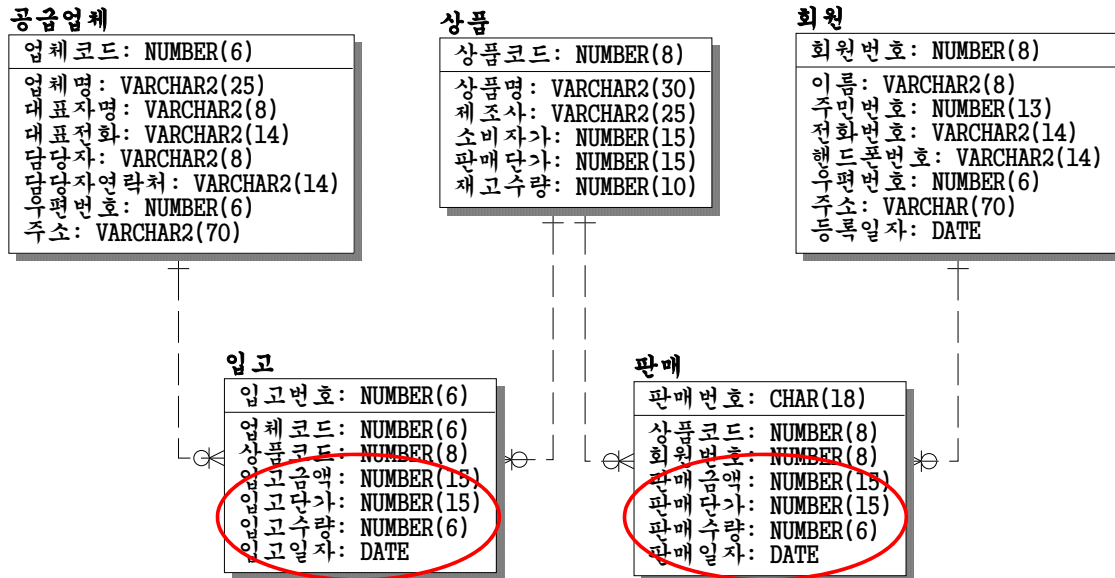 공급업체
업체코드: NUMBER(6)
업체명: VARCHAR2(25)
대표자명: VARCHAR2(8)
대표전화: VARCHAR2(14)
담당자: VARCHAR2(8)
담당자연락처: VARCHAR2(14)
우편번호: NUMBER(6)
주소: VARCHAR2(70)
상품
상품코드: NUMBER(8)
상품명: VARCHAR2(30)
제조사: VARCHAR2(25)
소비자가: NUMBER(15)
판매단가: NUMBER(15)
재고수량: NUMBER(10)
회원
회원번호: NUMBER(8)
이름: VARCHAR2(8)
주민번호: NUMBER(13)
전화번호: VARCHAR2(14)
핸드폰번호: VARCHAR2(14)
우편번호: NUMBER(6)
주소: VARCHAR(70)
등록일자: DATE
입고
입고번호: NUMBER(6)
업체코드: NUMBER(6)
상품코드: NUMBER(8)
입고금액: NUMBER(15)
입고단가: NUMBER(15)
입고수량: NUMBER(6)
입고일자: DATE
판매
판매번호: CHAR(18)
상품코드: NUMBER(8)
회원번호: NUMBER(8)
판매금액: NUMBER(15)
판매단가: NUMBER(15)
판매수량: NUMBER(6)
판매일자: DATE